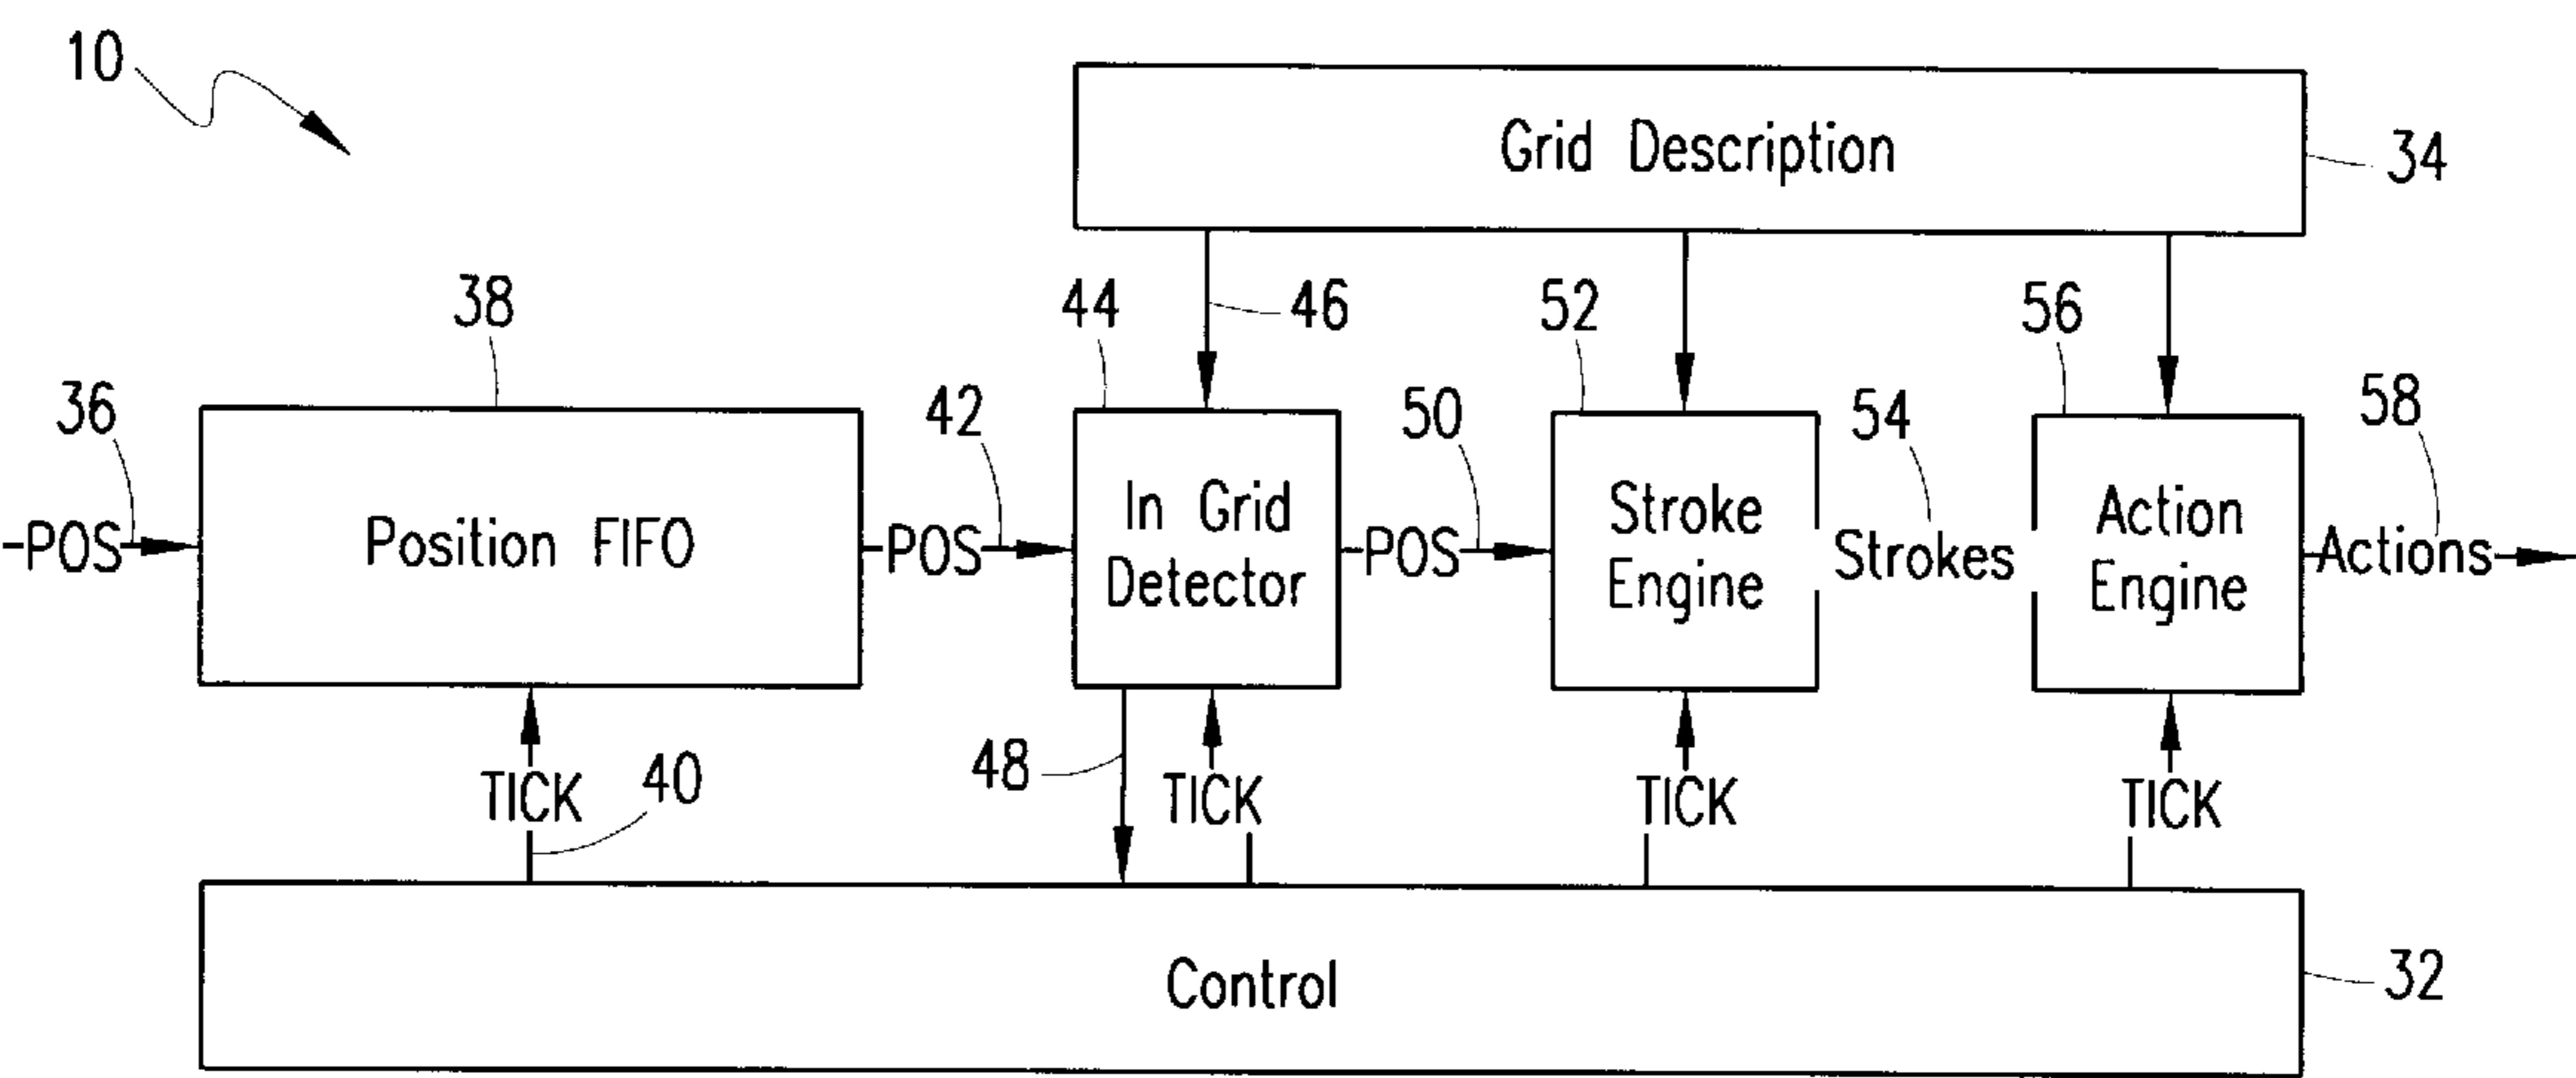 10
Grid Description
34
38
44
46
52
56
36
42
50
54
58
POS
Position FIFO
POS
In Grid
Detector
POS
Stroke
Engine
Strokes
Action
Engine
Actions
TICK
40
48
TICK
TICK
TICK
Control
32